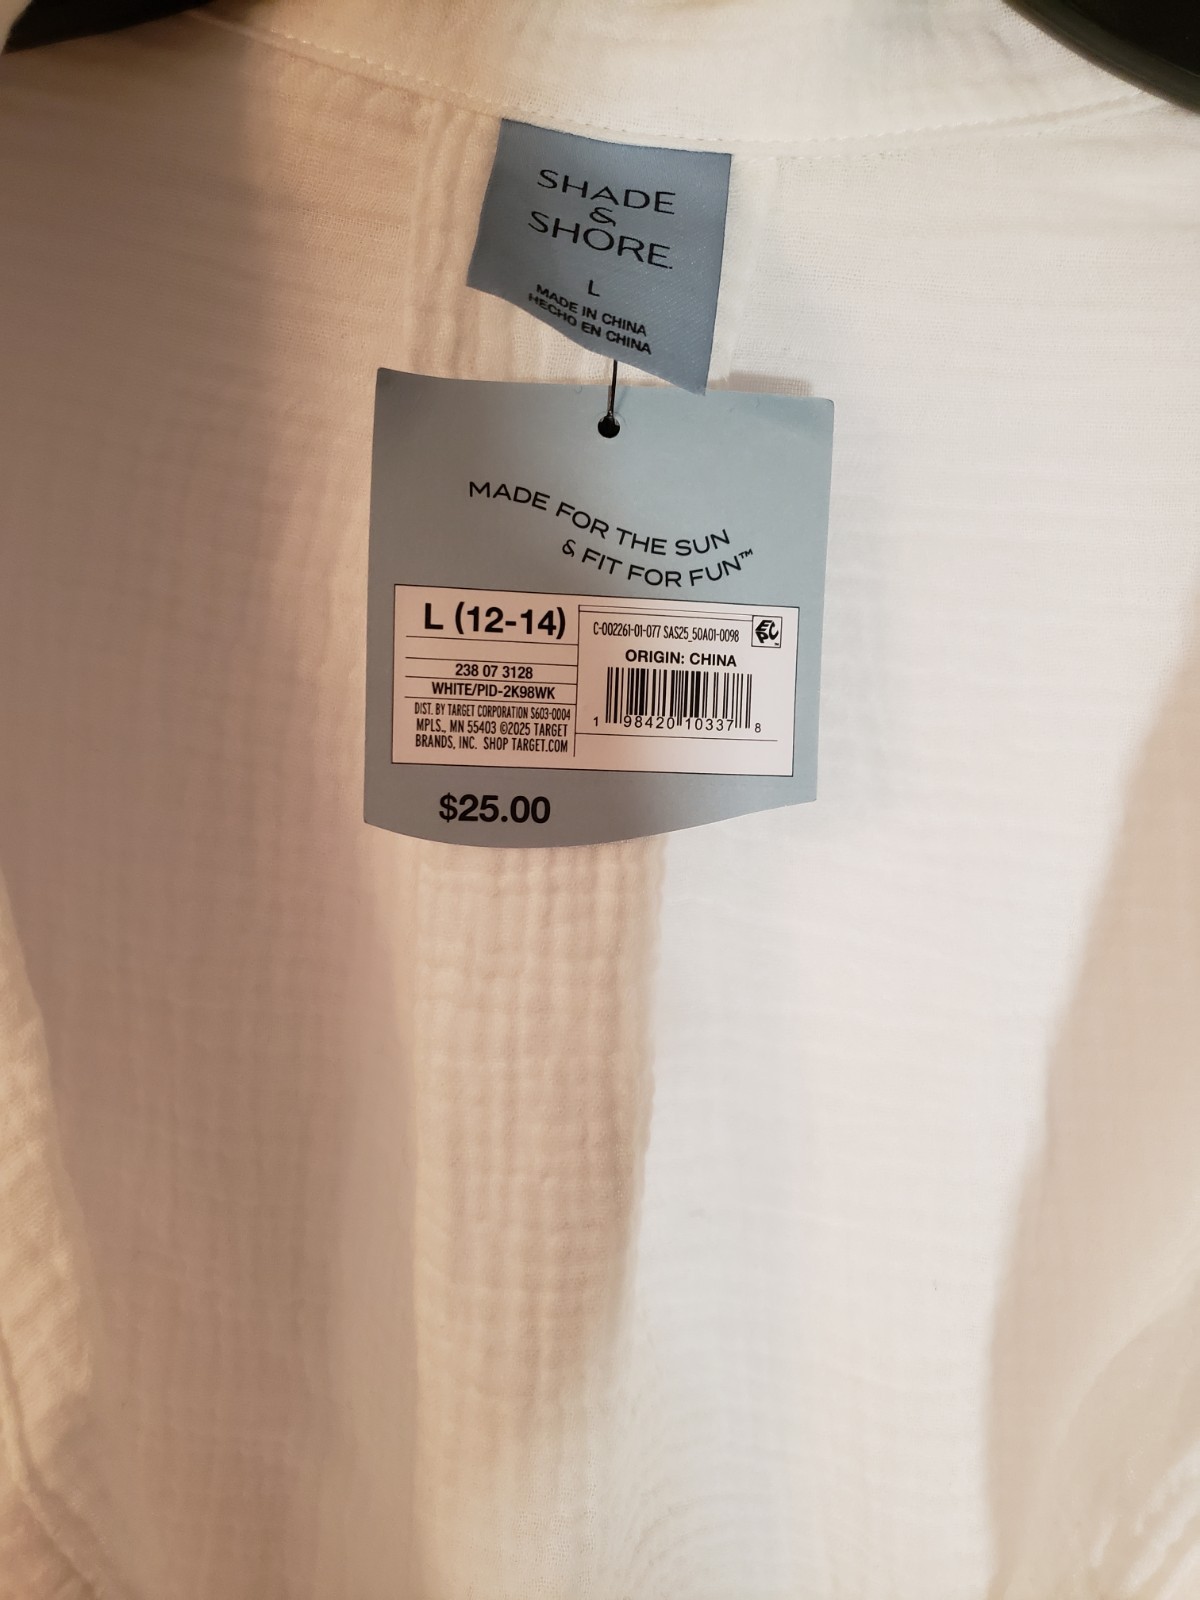 SHADE
&
SHORE
L
MADE IN CHINA
HECHO EN CHINA
MADE FOR THE SUN
& FIT FOR FUN™
L (12-14)
238 07 3128
WHITE/PID-2K98WK
DIST. BY TARGET CORPORATION S603-0004
MPLS., MN 55403 ©2025 TARGET
BRANDS, INC. SHOP TARGET.COM
C-002261-01-077 SAS25_50A01-0098
EPC
ORIGIN: CHINA
1 98420 10337 8
$25.00